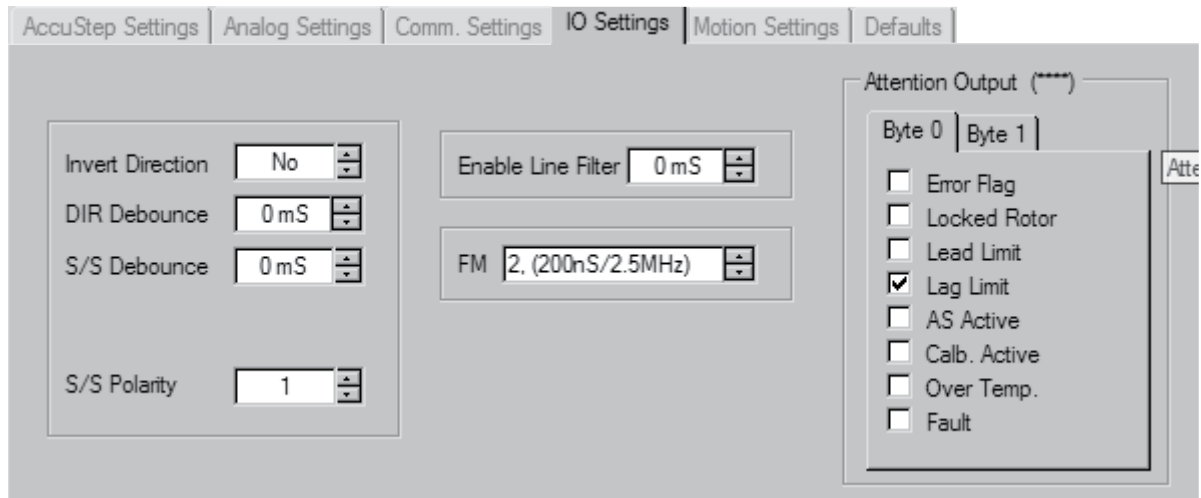 AccuStep Settings Analog Settings Comm. Settings IO Settings Motion Settings Defaults
Invert Direction No
DIR Debounce 0 mS
S/S Debounce 0 mS
S/S Polarity 1
Enable Line Filter 0 mS
FM 2, (200nS/2.5MHz)
Attention Output (****)
Byte 0 Byte 1
Error Flag
Locked Rotor
Lead Limit
Lag Limit
AS Active
Calb. Active
Over Temp.
Fault
Atte